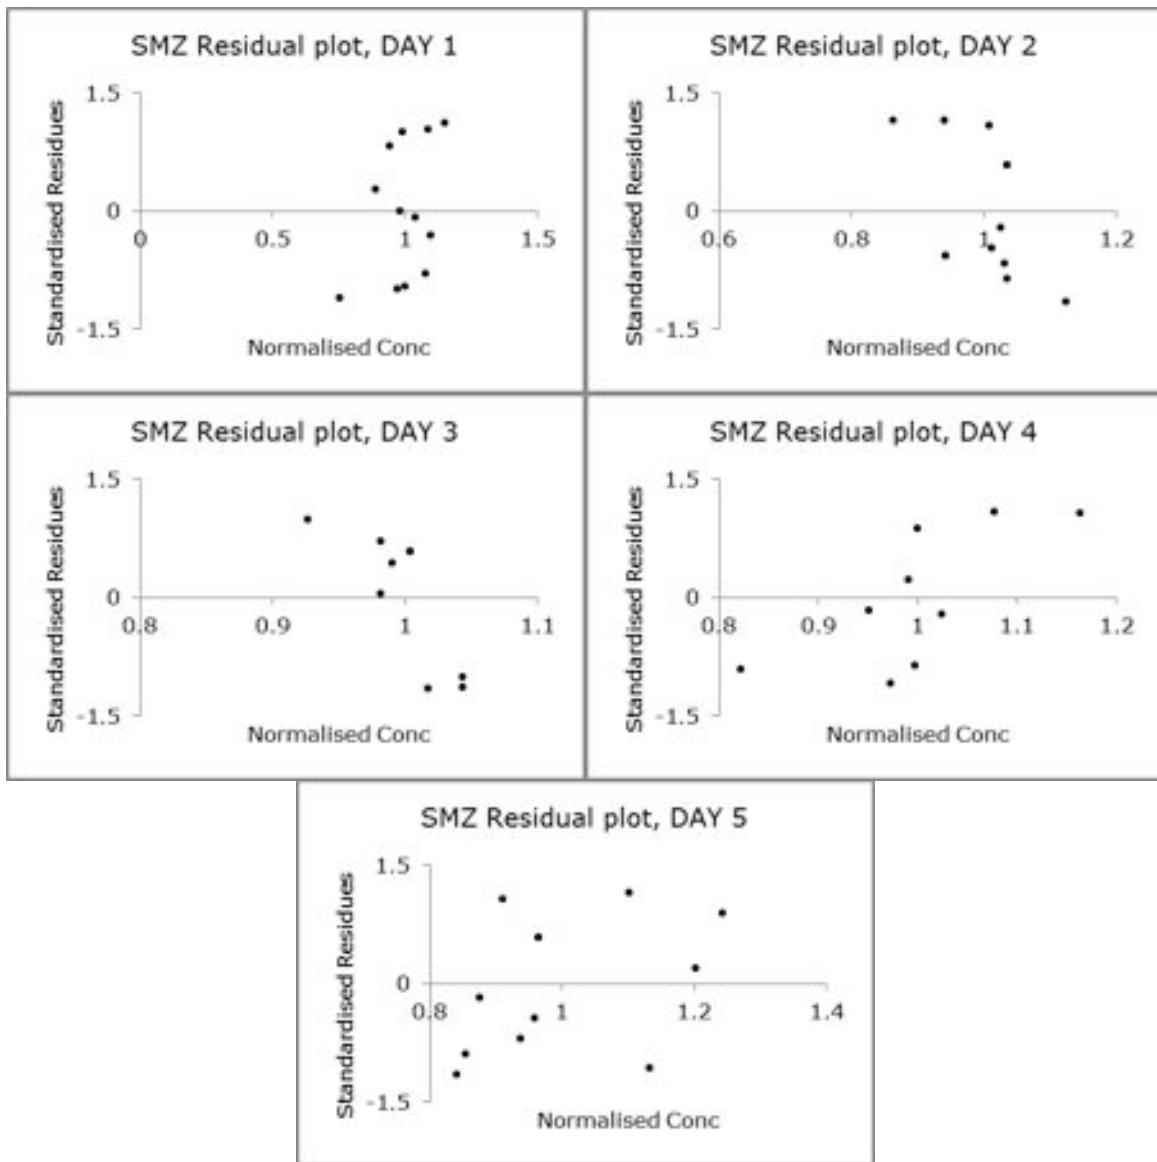 SMZ Residual plot, DAY 1
Standardised Residues
1.5
0
-1.5
0
0.5
1
1.5
Normalised Conc
SMZ Residual plot, DAY 2
Standardised Residues
1.5
0
-1.5
0.6
0.8
1
1.2
Normalised Conc
SMZ Residual plot, DAY 3
Standardised Residues
1.5
0
-1.5
0.8
0.9
1
1.1
Normalised Conc
SMZ Residual plot, DAY 4
Standardised Residues
1.5
0
-1.5
0.8
0.9
1
1.1
1.2
Normalised Conc
SMZ Residual plot, DAY 5
Standardised Residues
1.5
0
-1.5
0.8
1
1.2
1.4
Normalised Conc